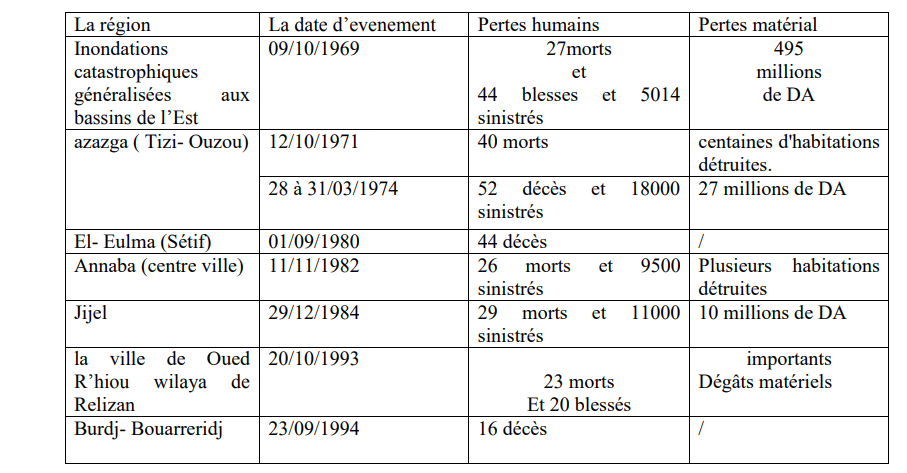 La région La date d'evenement Pertes humains Pertes matérial
Inondations catastrophiques généralisées aux bassins de l'Est 09/10/1969 27morts et 44 blesses et 5014 sinistrés 495 millions de DA
azazga ( Tizi- Ouzou) 12/10/1971 40 morts centaines d'habitations détruites.
28 à 31/03/1974 52 décès et 18000 sinistrés 27 millions de DA
El- Eulma (Sétif) 01/09/1980 44 décès /
Annaba (centre ville) 11/11/1982 26 morts et 9500 sinistrés Plusieurs habitations détruites
Jijel 29/12/1984 29 morts et 11000 sinistrés 10 millions de DA
la ville de Oued R'hiou wilaya de Relizan 20/10/1993 23 morts Et 20 blessés importants Dégâts matériels
Burdj- Bouarreridj 23/09/1994 16 décès /